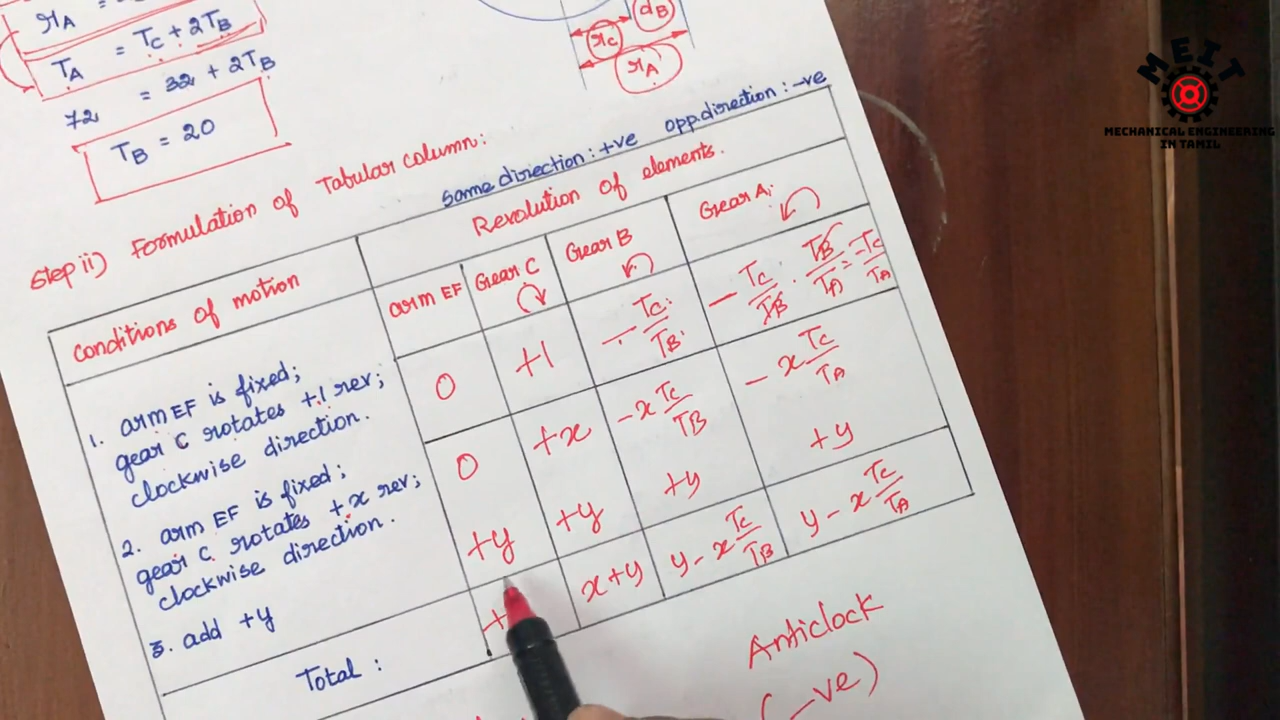 r_A =
T_A = T_C + 2T_B
72 = 32 + 2T_B
T_B = 20
d_B
r_C
r_A
MEIT
MECHANICAL ENGINEERING
IN TAMIL
Step ii) Formulation of Tabular column:
same direction: +ve opp.direction: -ve
Conditions of motion
Revolution of elements.
arm EF
Gear C
Gear B
Gear A
1. arm EF is fixed;
gear C rotates +1 rev;
clockwise direction.
0
+1
- T_C/T_B
- T_C/T_B . T_B/T_A = -T_C/T_A
2. arm EF is fixed;
gear C rotates +x rev;
clockwise direction.
0
+x
-x T_C/T_B
-x T_C/T_A
3. add +y
+y
+y
+y
+y
Total:
+
x+y
y - x T_C/T_B
y - x T_C/T_A
Anticlock
(-ve)